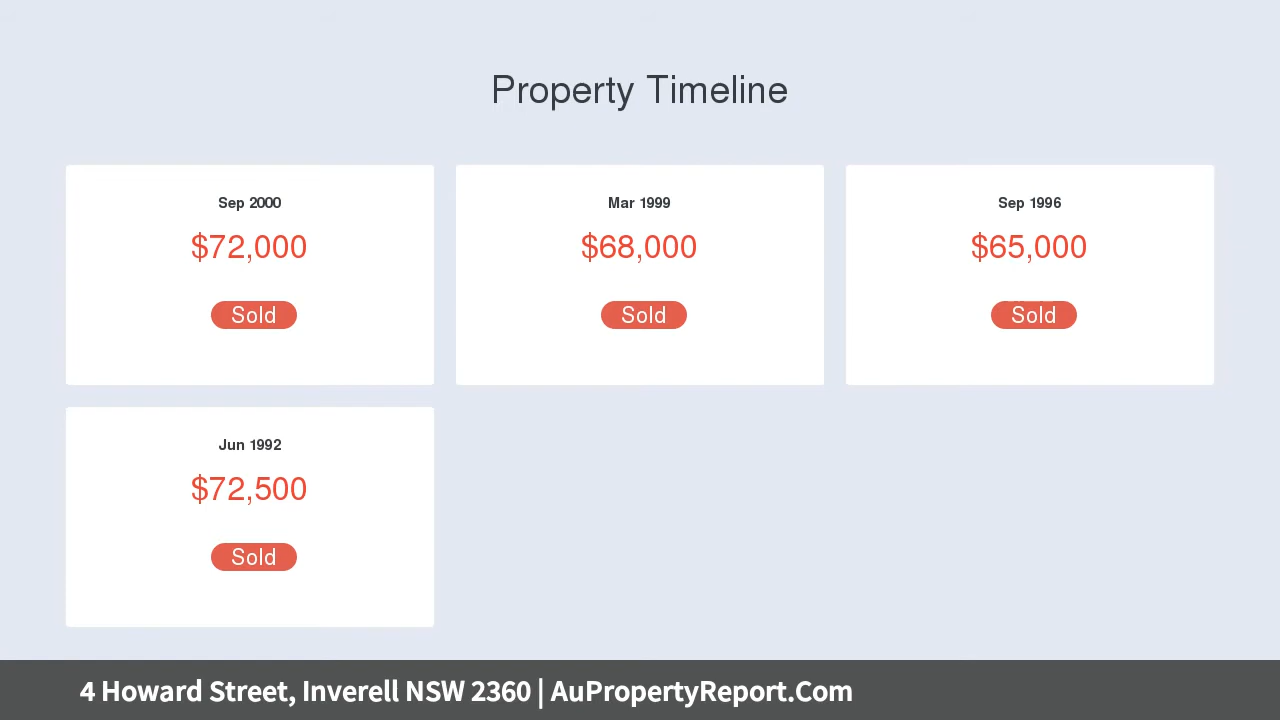 Property Timeline
Sep 2000
$72,000
Sold
Mar 1999
$68,000
Sold
Sep 1996
$65,000
Sold
Jun 1992
$72,500
Sold
4 Howard Street, Inverell NSW 2360 | AuPropertyReport.Com